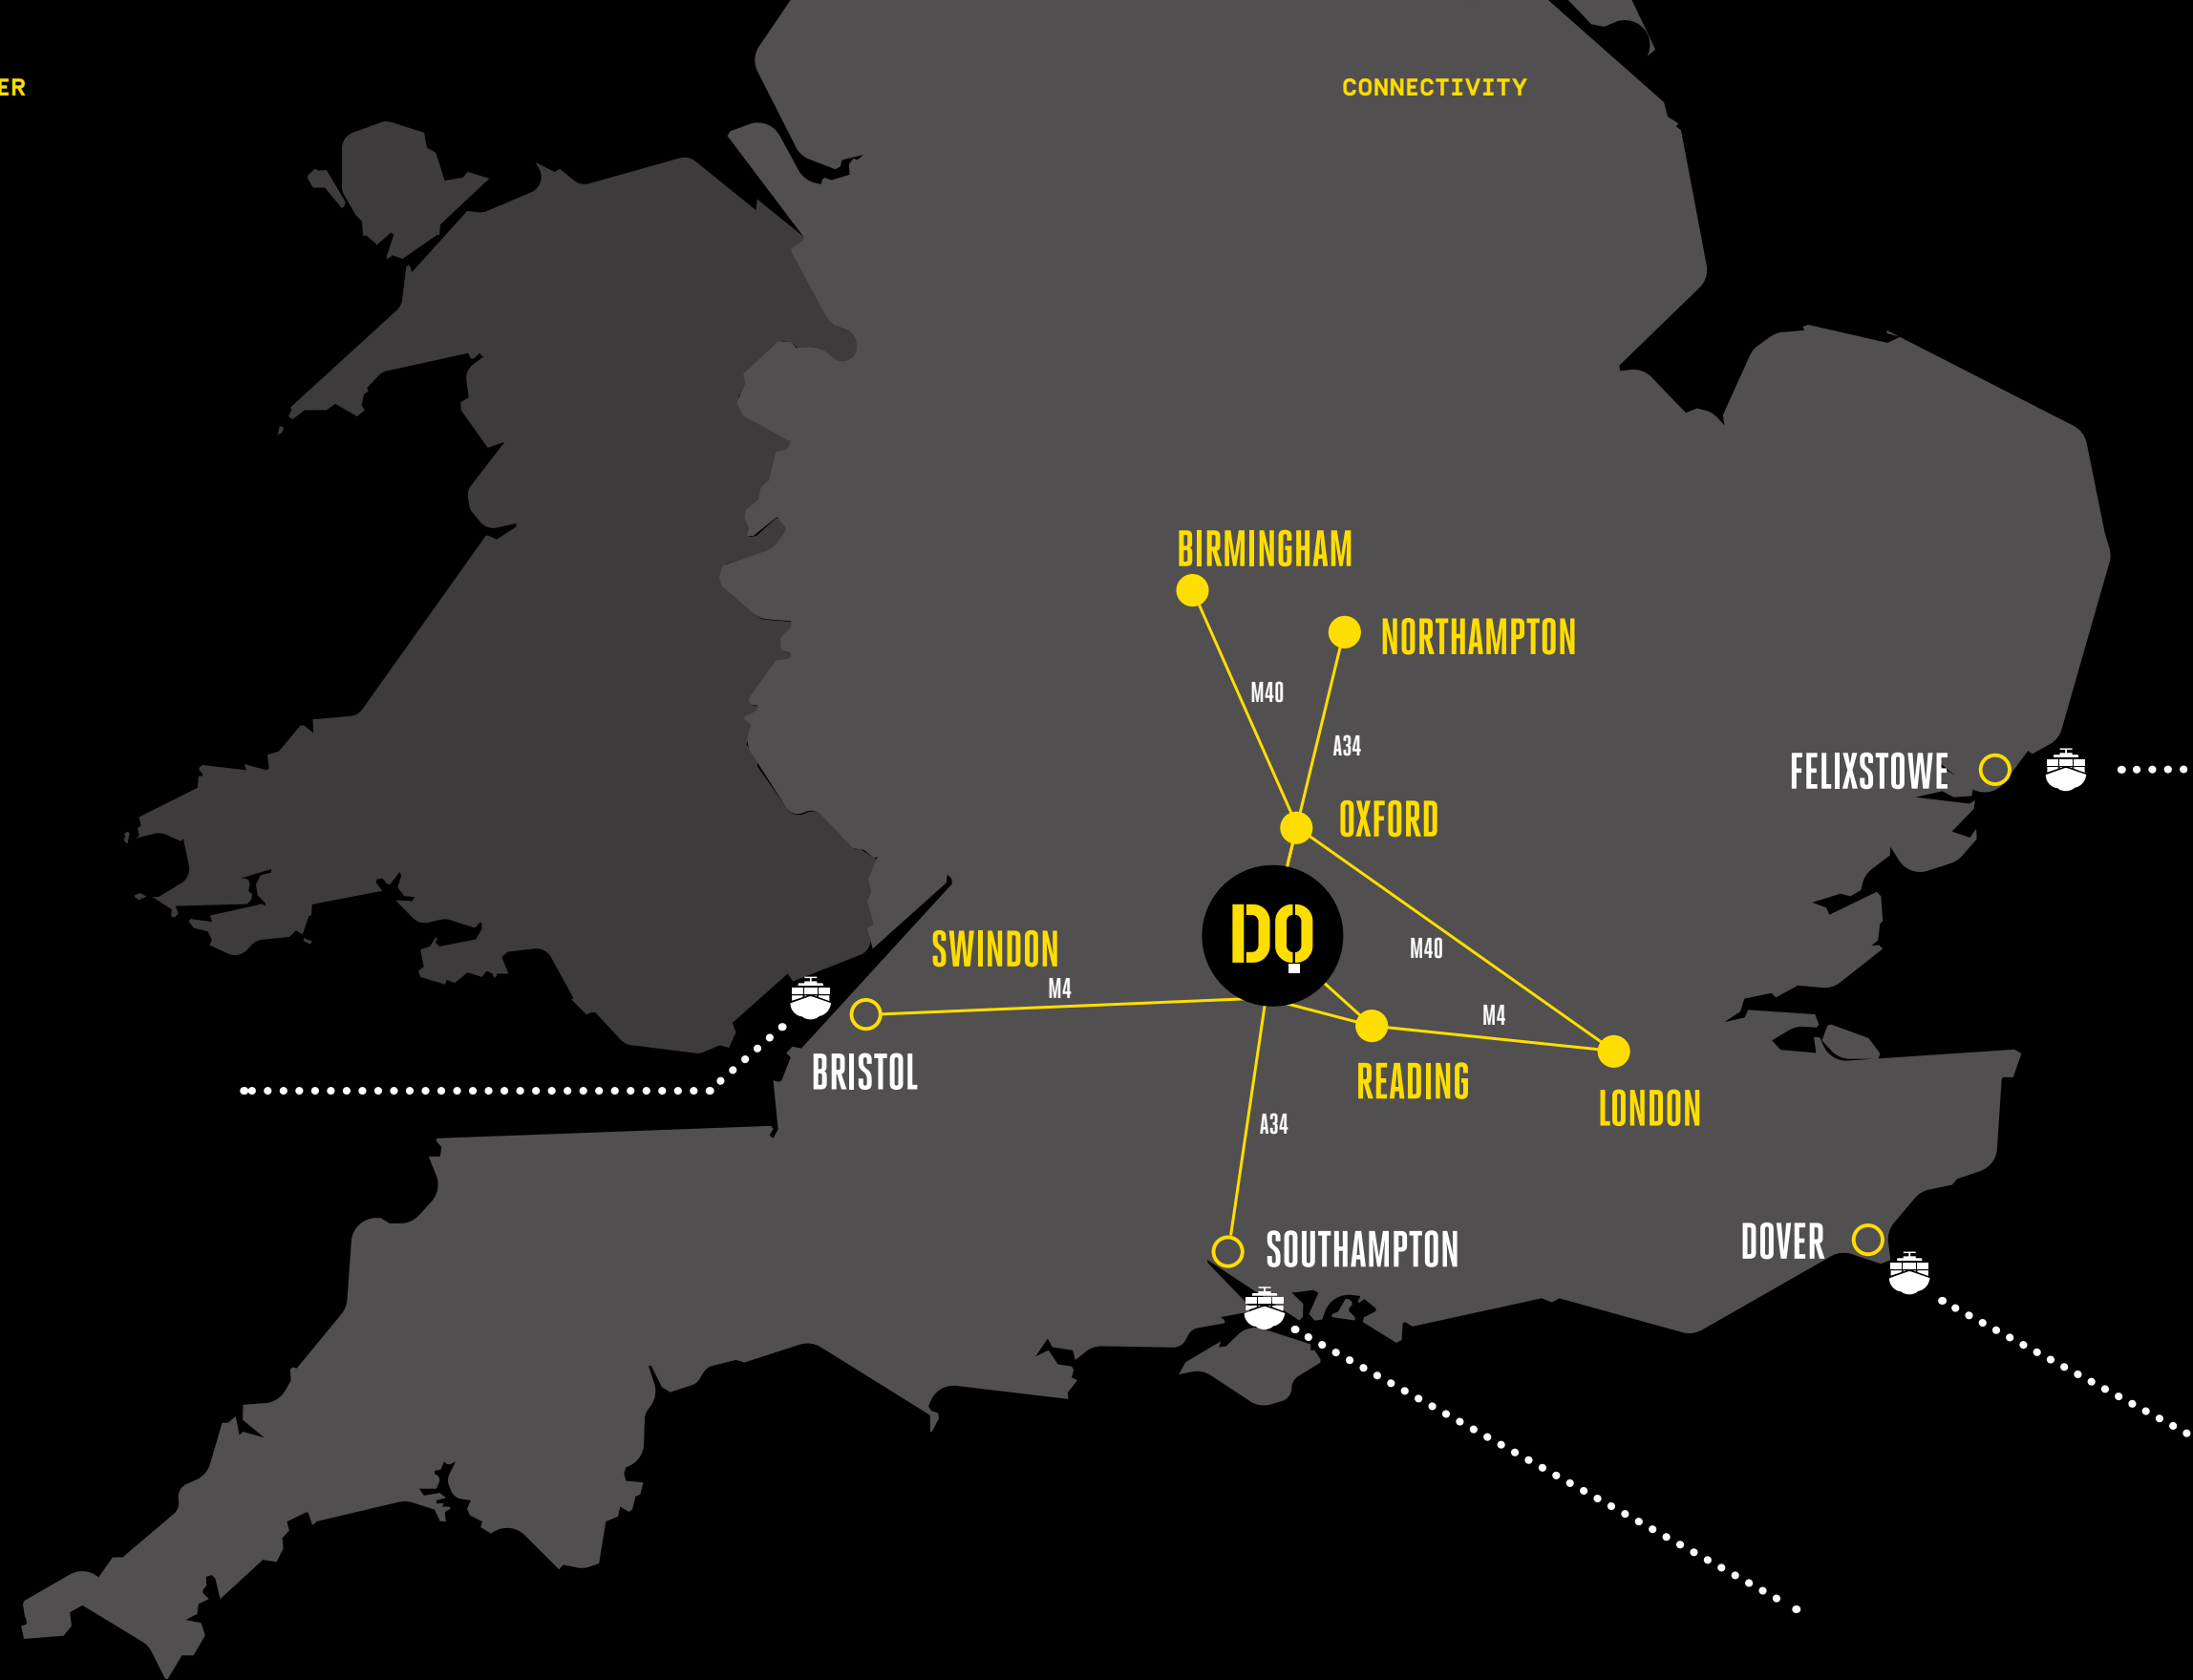 ER
CONNECTIVITY
BIRMINGHAM
NORTHAMPTON
M40
A34
FELIXSTOWE
OXFORD
DQ
SWINDON
M40
M4
M4
BRISTOL
READING
LONDON
A34
SOUTHAMPTON
DOVER